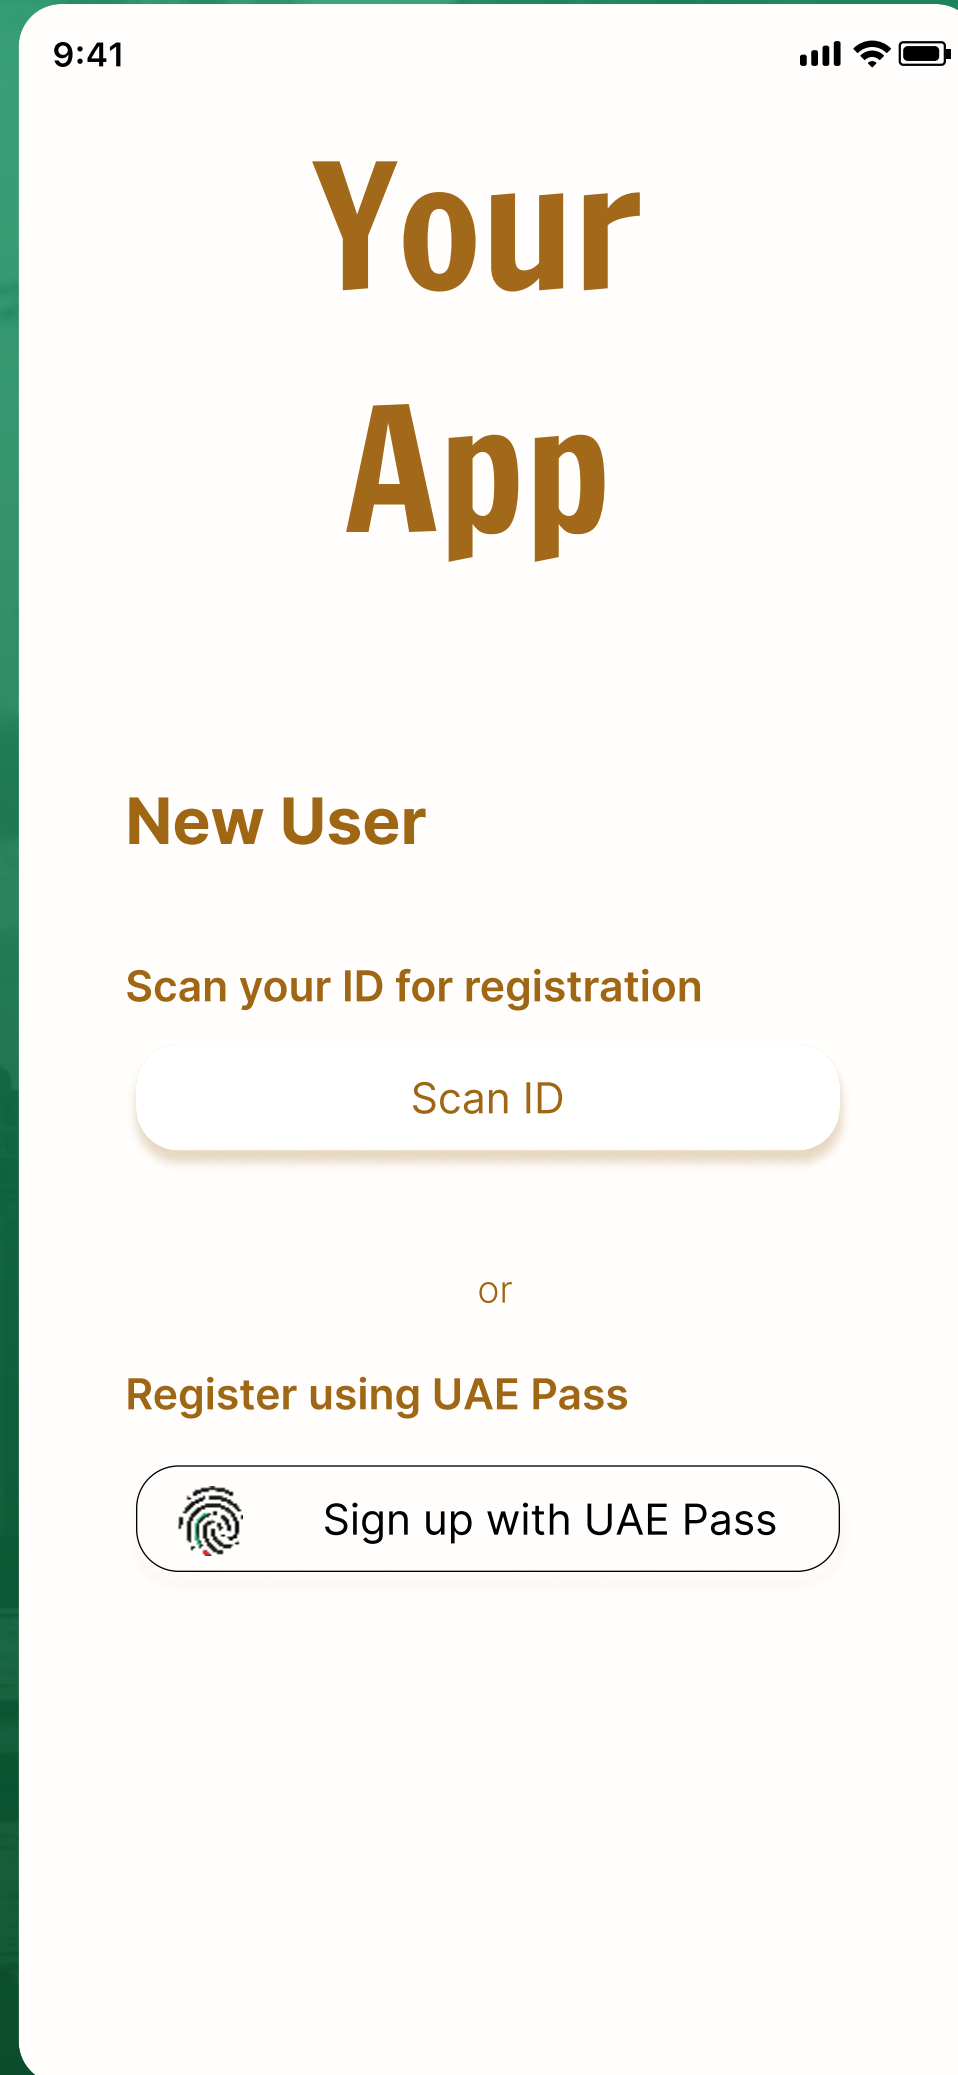 9:41
Your
App
New User
Scan your ID for registration
Scan ID
or
Register using UAE Pass
Sign up with UAE Pass